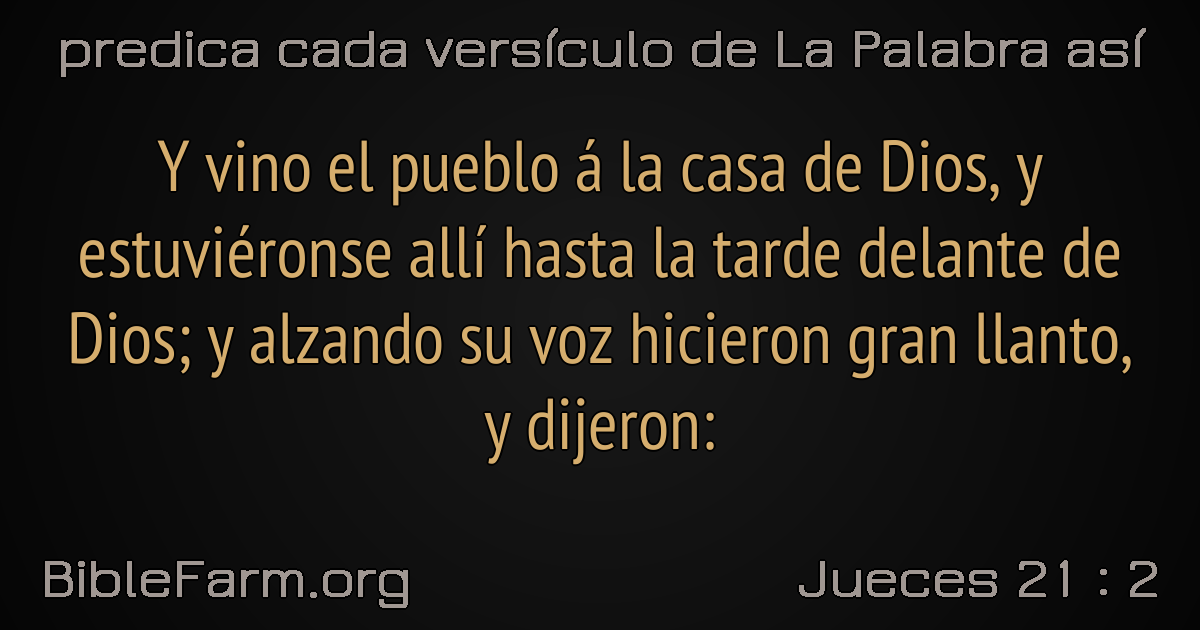 predica cada versículo de La Palabra así
Y vino el pueblo á la casa de Dios, y
estuviéronse allí hasta la tarde delante de
Dios; y alzando su voz hicieron gran llanto,
y dijeron:
BibleFarm.org
Jueces 21 : 2